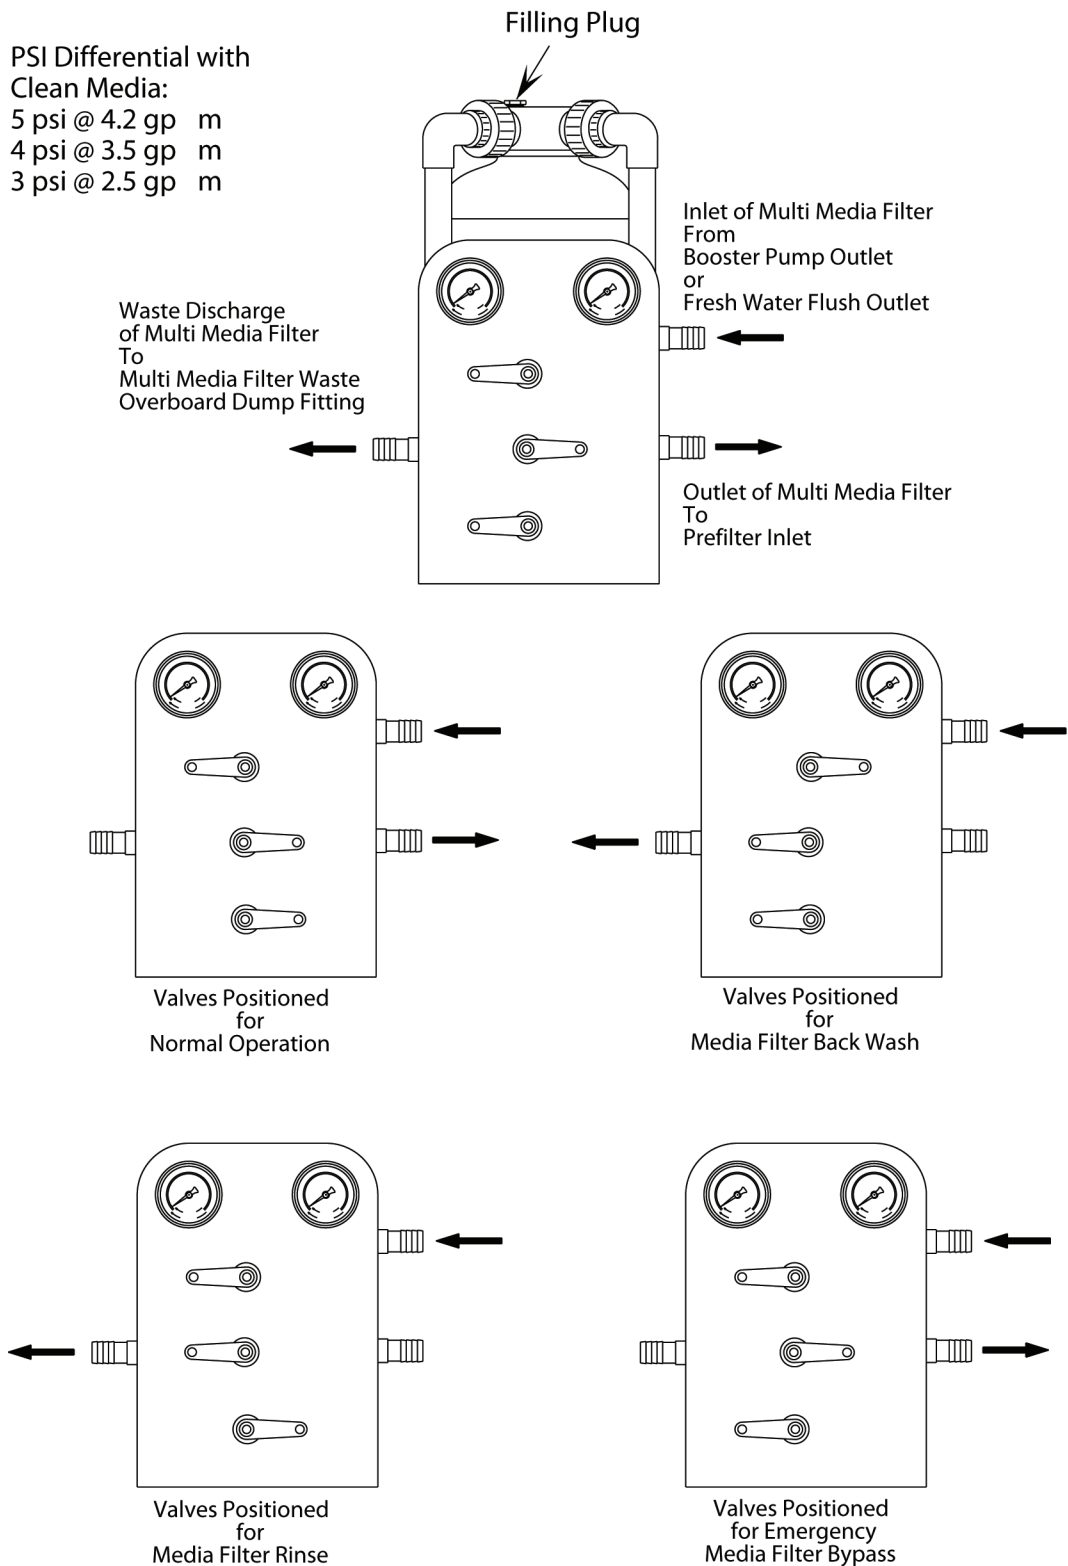 Filling Plug
PSI Differential with
Clean Media:
5 psi @ 4.2 gp m
4 psi @ 3.5 gp m
3 psi @ 2.5 gp m
Inlet of Multi Media Filter
From
Booster Pump Outlet
or
Fresh Water Flush Outlet
Waste Discharge
of Multi Media Filter
To
Multi Media Filter Waste
Overboard Dump Fitting
Outlet of Multi Media Filter
To
Prefilter Inlet
Valves Positioned
for
Normal Operation
Valves Positioned
for
Media Filter Back Wash
Valves Positioned
for
Media Filter Rinse
Valves Positioned
for Emergency
Media Filter Bypass